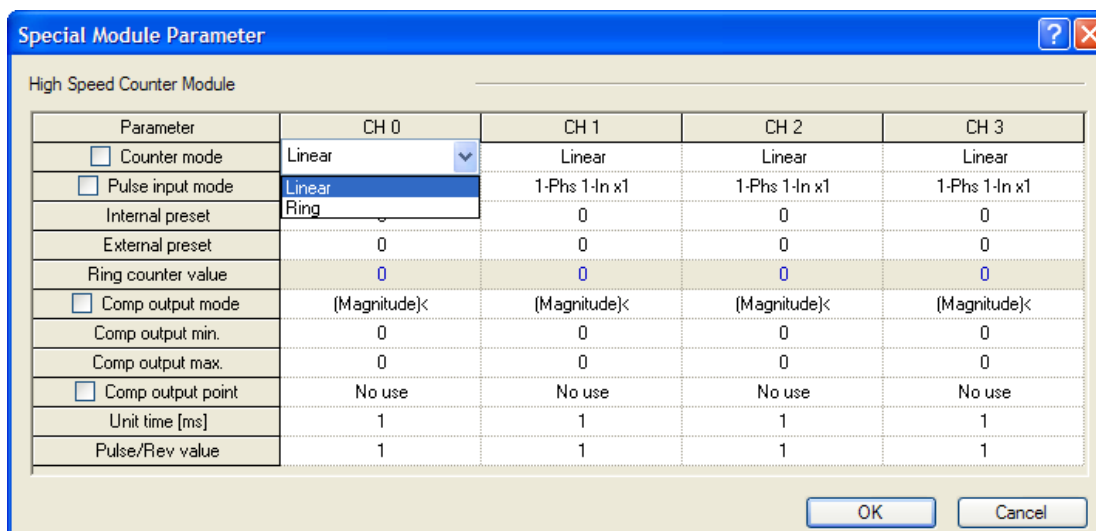 Special Module Parameter
High Speed Counter Module
Parameter CH 0 CH 1 CH 2 CH 3
Counter mode Linear Linear Linear Linear
Pulse input mode Linear 1-Phs 1-In x1 1-Phs 1-In x1 1-Phs 1-In x1
Ring
Internal preset 0 0 0
External preset 0 0 0 0
Ring counter value 0 0 0 0
Comp output mode (Magnitude)< (Magnitude)< (Magnitude)< (Magnitude)<
Comp output min. 0 0 0 0
Comp output max. 0 0 0 0
Comp output point No use No use No use No use
Unit time [ms] 1 1 1 1
Pulse/Rev value 1 1 1 1
OK Cancel